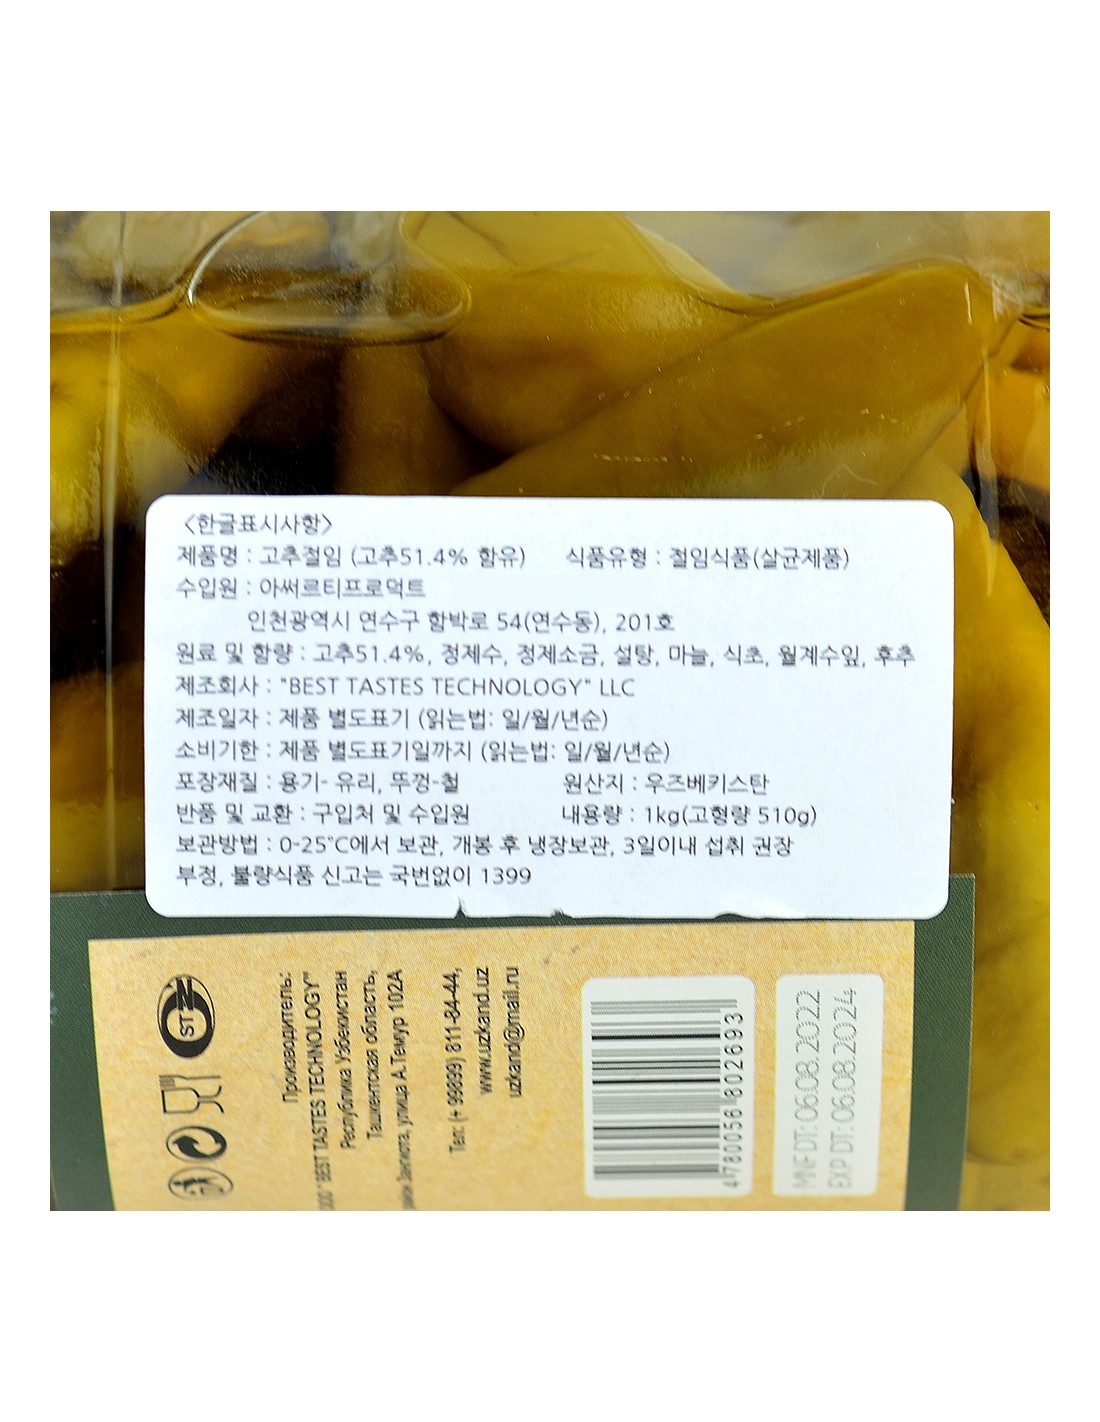 <한글표시사항>
제품명 : 고추절임 (고추51.4% 함유) 식품유형 : 절임식품(살균제품)
수입원 : 아써르티프로덕트
인천광역시 연수구 함박로 54(연수동), 201호
원료 및 함량 : 고추51.4%, 정제수, 정제소금, 설탕, 마늘, 식초, 월계수잎, 후추
제조회사 : "BEST TASTES TECHNOLOGY" LLC
제조일자 : 제품 별도표기 (읽는법: 일/월/년순)
소비기한 : 제품 별도표기일까지 (읽는법: 일/월/년순)
포장재질 : 용기- 유리, 뚜껑-철 원산지 : 우즈베키스탄
반품 및 교환 : 구입처 및 수입원 내용량 : 1kg(고형량 510g)
보관방법 : 0-25°C에서 보관, 개봉 후 냉장보관, 3일이내 섭취 권장
부정, 불량식품 신고는 국번없이 1399
Производитель:
ООО "BEST TASTES TECHNOLOGY"
Республика Узбекистан
Ташкентская область,
улица А.Темур 102А
Тел: (+ 99899) 811-84-44,
www.uzkand.uz
uzkand@mail.ru
4 780056 802693
MNF DT: 06.08.2022
EXP DT: 06.08.2024